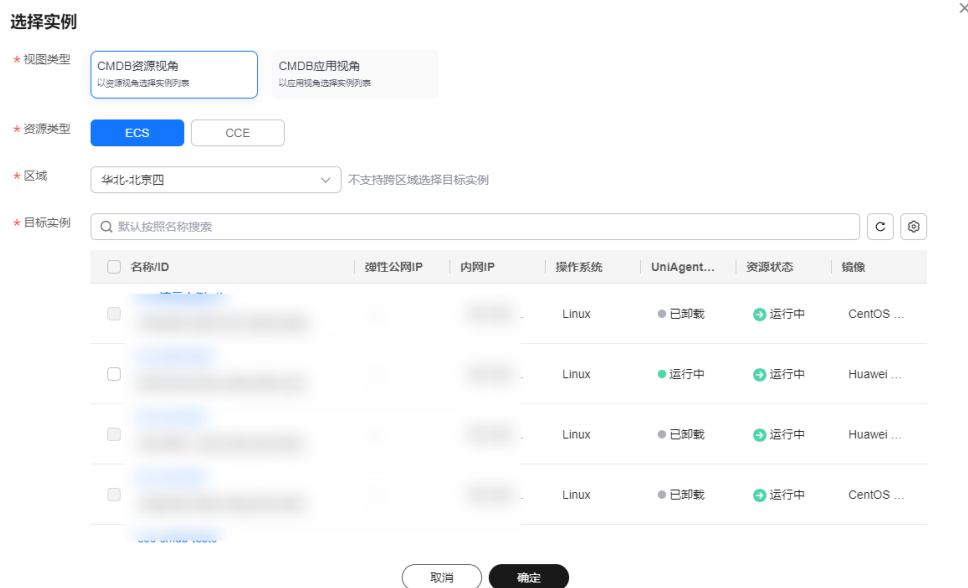 选择实例
* 视图类型
CMDB资源视角
以资源视角选择实例列表
CMDB应用视角
以应用视角选择实例列表
* 资源类型
ECS
CCE
* 区域
华北-北京四
不支持跨区域选择目标实例
* 目标实例
默认按照名称搜索
名称/ID 弹性公网IP 内网IP 操作系统 UniAgent... 资源状态 镜像
Linux 已卸载 运行中 CentOS ...
Linux 运行中 运行中 Huawei ...
Linux 已卸载 运行中 Huawei ...
Linux 已卸载 运行中 CentOS ...
取消
确定